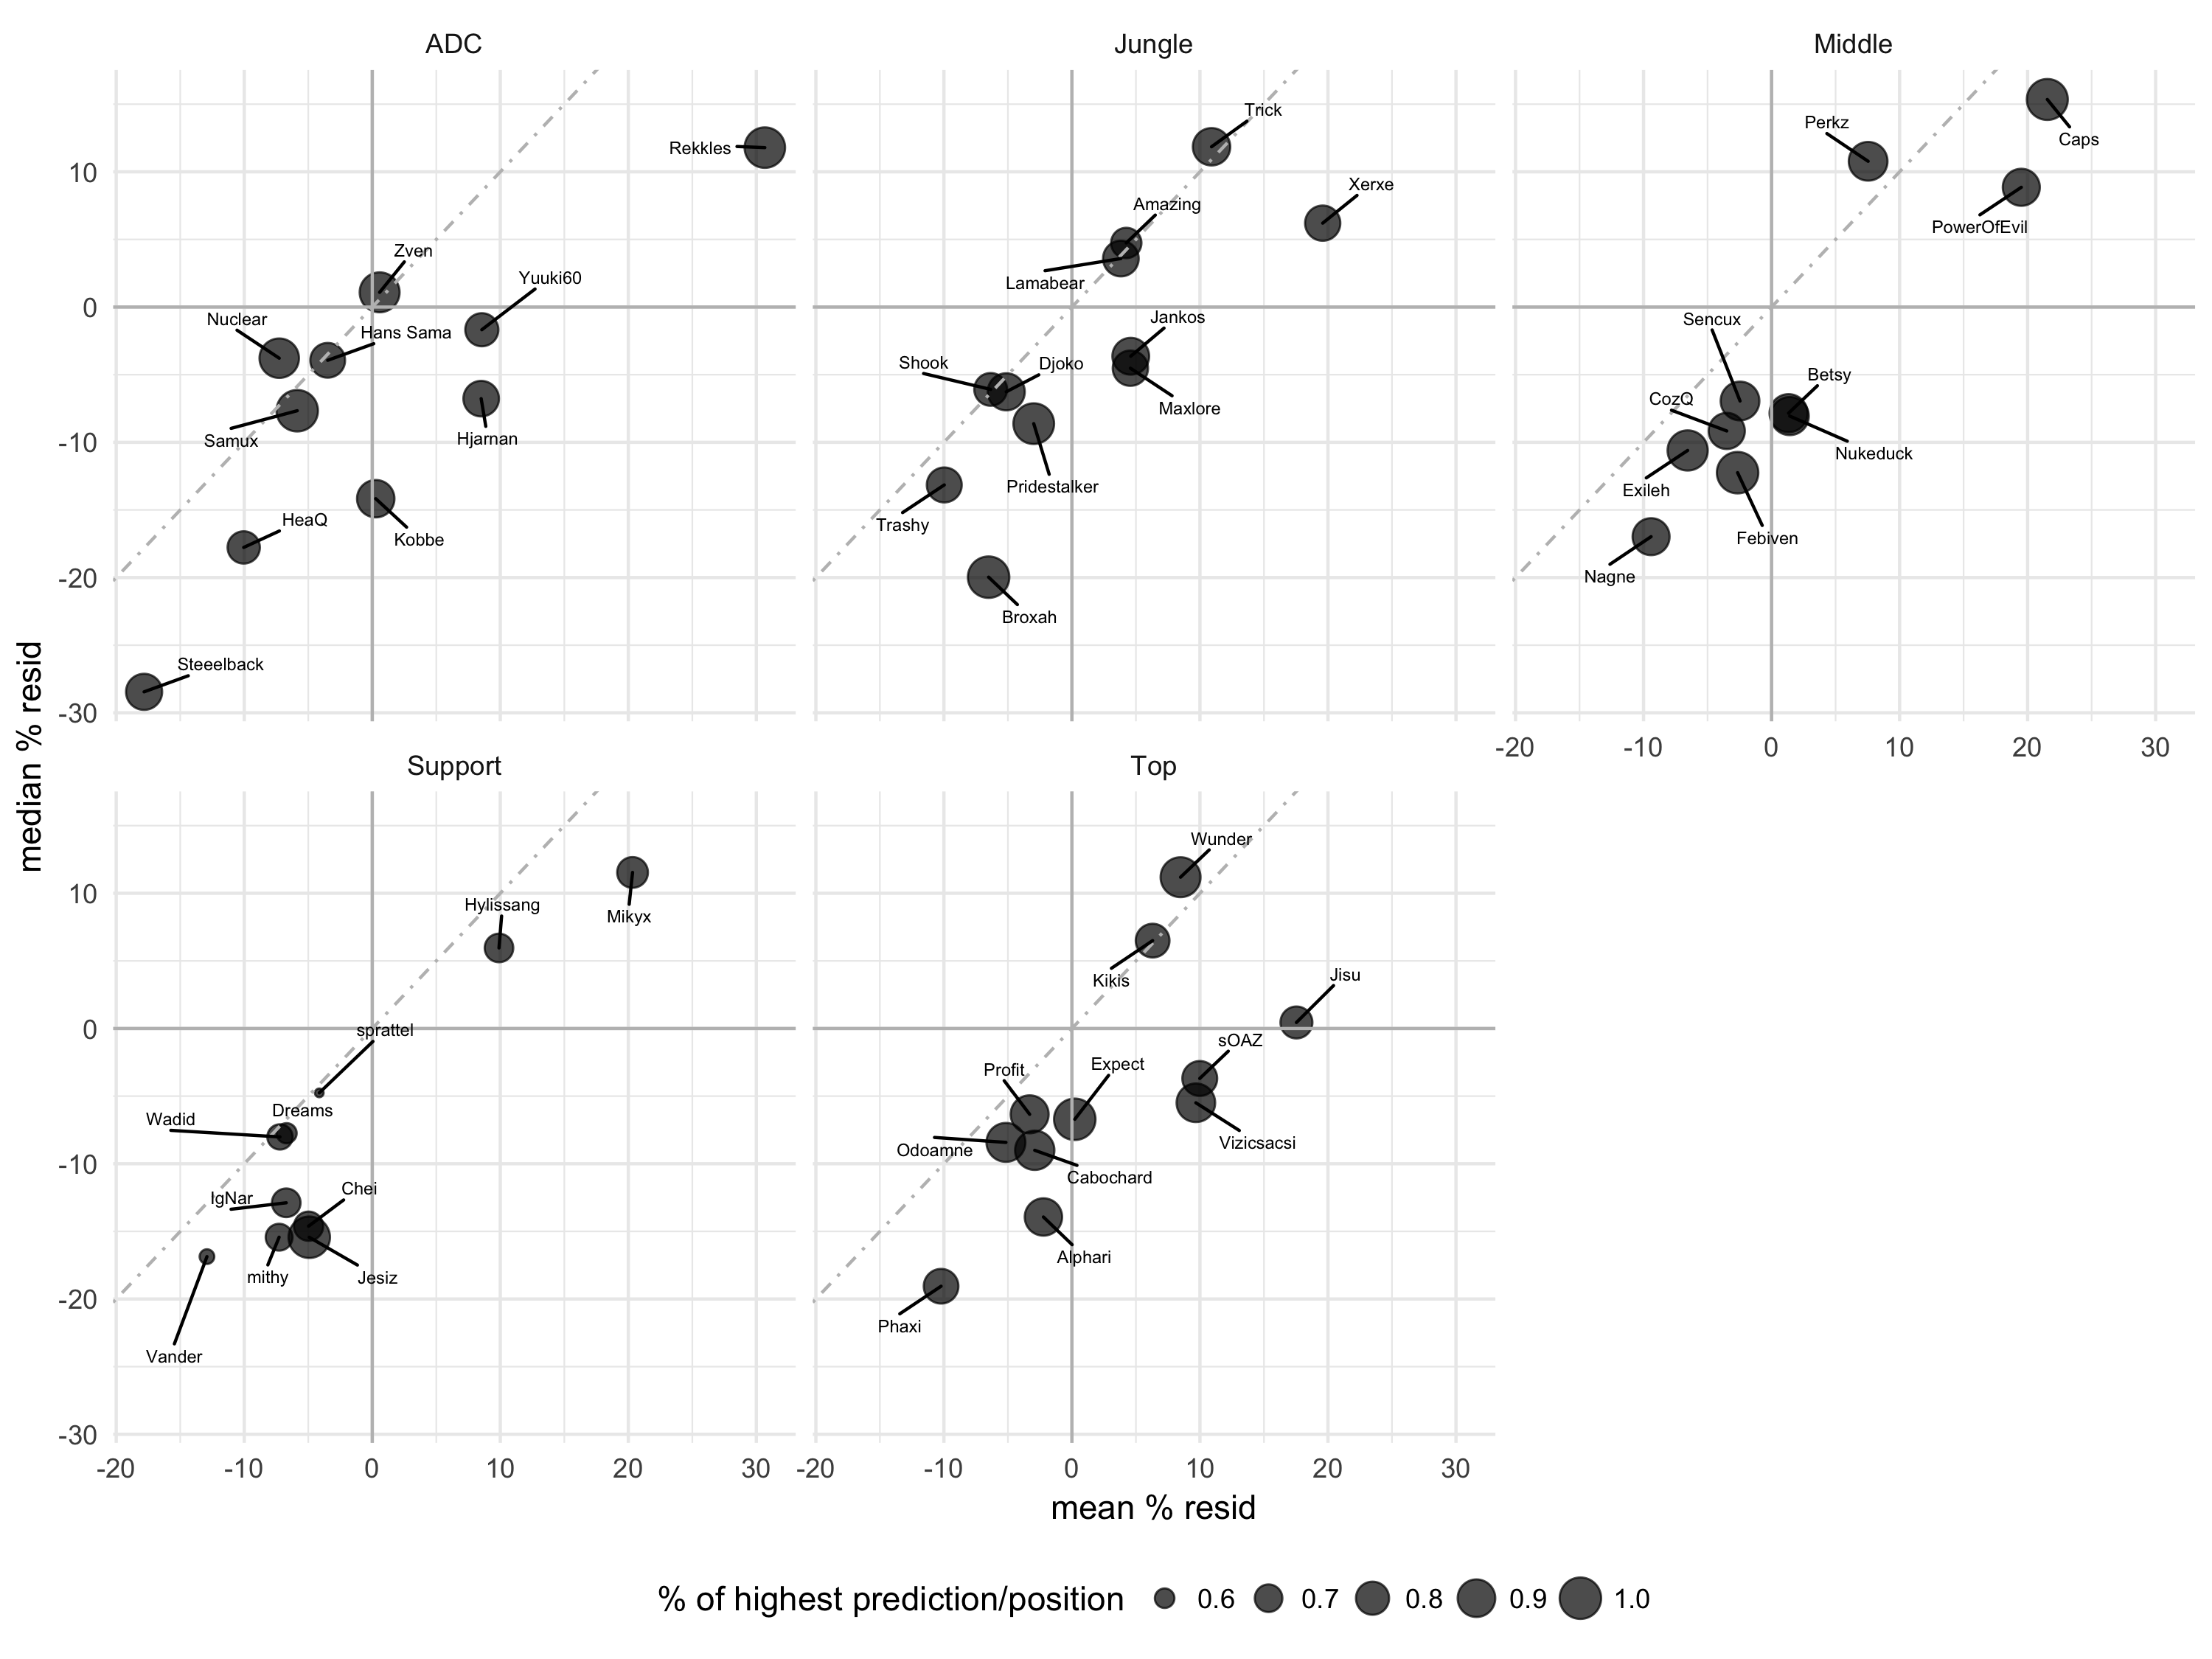 ADC
Jungle
Middle
Rekkles
Zven
Yuuki60
Nuclear
Hans Sama
Samux
Hjarnan
HeaQ
Kobbe
Steeelback
10
0
-10
-20
-30
Trick
Xerxe
Amazing
Lamabear
Jankos
Shook
Djoko
Maxlore
Pridestalker
Trashy
Broxah
Perkz
Caps
PowerOfEvil
Sencux
Betsy
CozQ
Nukeduck
Exileh
Febiven
Nagne
-20
-10
0
10
20
30
median % resid
Support
Top
10
0
-10
-20
-30
Hylissang
Mikyx
sprattel
Dreams
Wadid
IgNar
Chei
mithy
Jesiz
Vander
-20
-10
0
10
20
30
Wunder
Kikis
Jisu
sOAZ
Profit
Expect
Vizicsacsi
Odoamne
Cabochard
Alphari
Phaxi
-20
-10
0
10
20
30
mean % resid
% of highest prediction/position 0.6 0.7 0.8 0.9 1.0